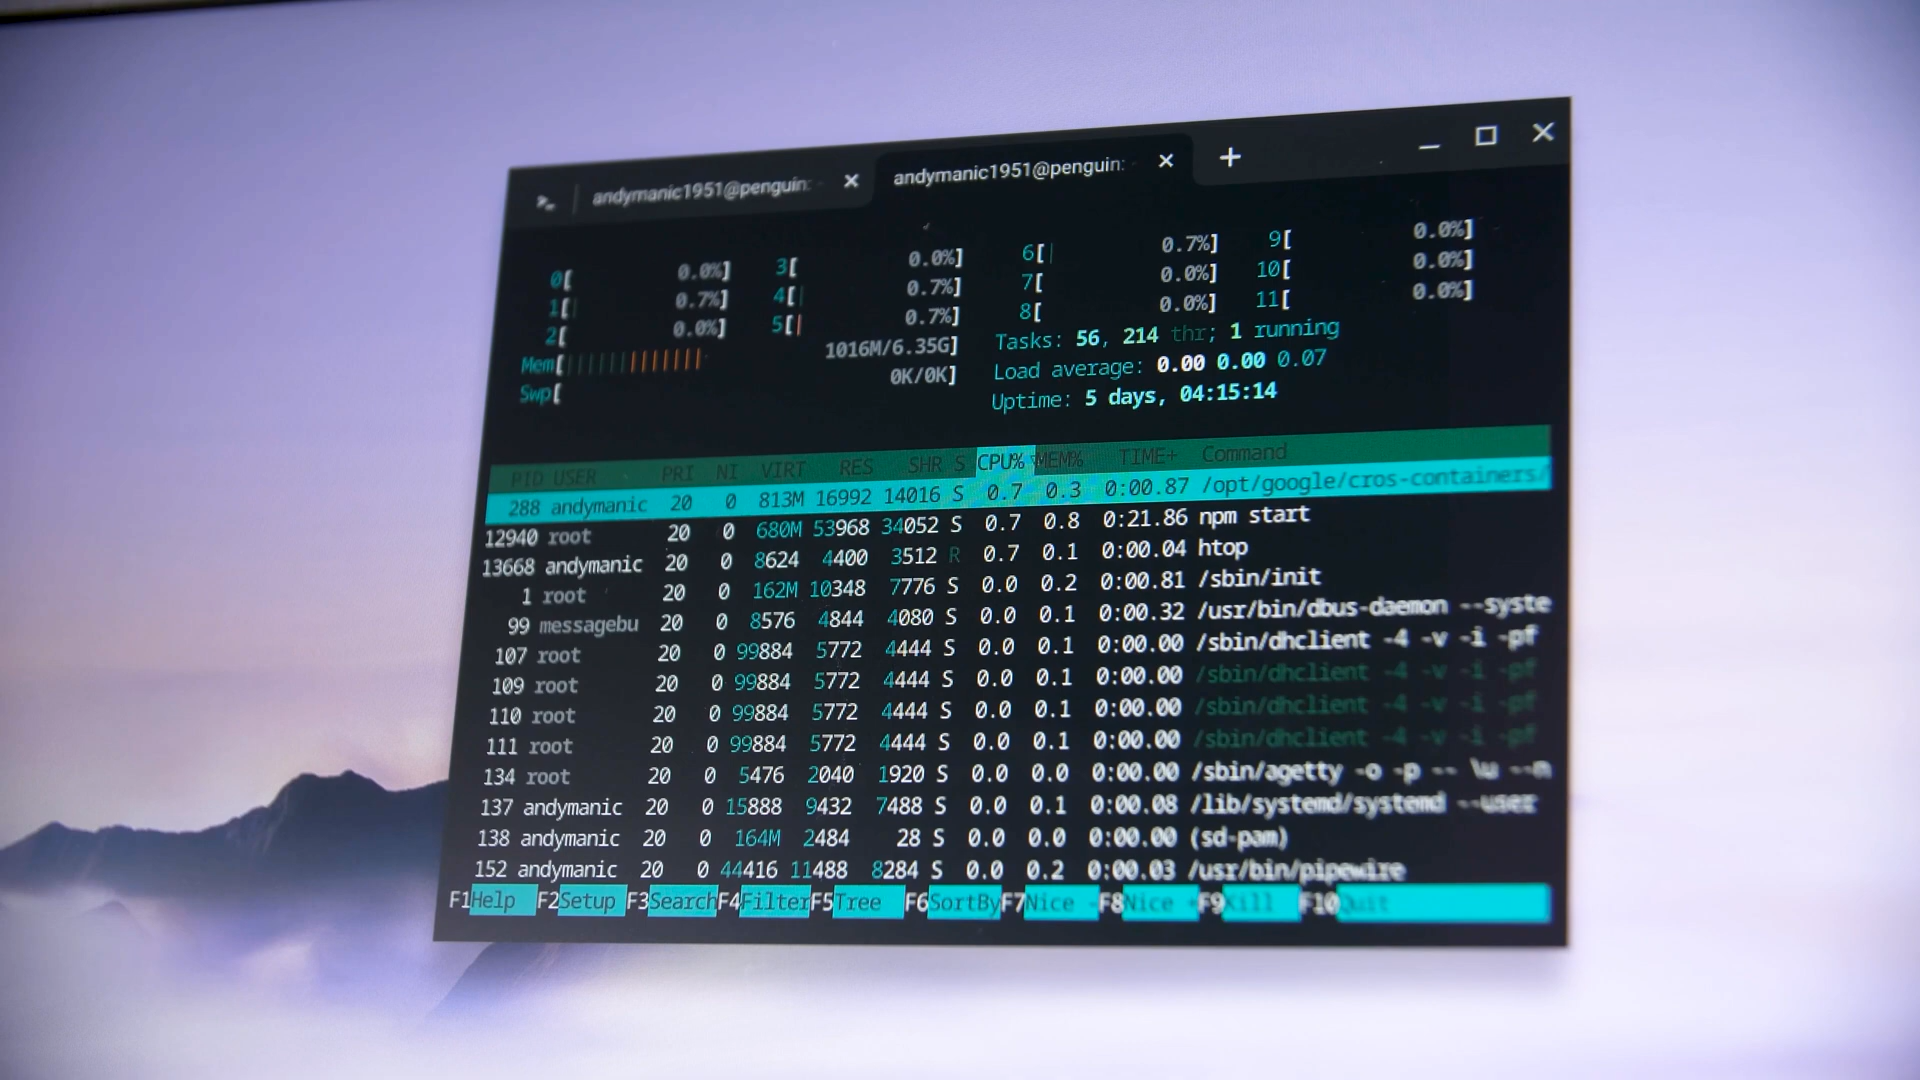 andymanic1951@penguin: andymanic1951@penguin:
0[ 0.0%] 3[ 0.0%] 6[| 0.7%] 9[ 0.0%]
1[| 0.7%] 4[| 0.7%] 7[ 0.0%] 10[ 0.0%]
2[ 0.0%] 5[| 0.7%] 8[ 0.0%] 11[ 0.0%]
Mem[||||||||||||||| 1016M/6.35G] Tasks: 56, 214 thr; 1 running
Swp[ 0K/0K] Load average: 0.00 0.00 0.07
Uptime: 5 days, 04:15:14
PID USER PRI NI VIRT RES SHR S CPU% MEM% TIME+ Command
288 andymanic 20 0 813M 16992 14016 S 0.7 0.3 0:00.87 /opt/google/cros-containers/
12940 root 20 0 680M 53968 34052 S 0.7 0.8 0:21.86 npm start
13668 andymanic 20 0 8624 4400 3512 R 0.7 0.1 0:00.04 htop
1 root 20 0 162M 10348 7776 S 0.0 0.2 0:00.81 /sbin/init
99 messagebu 20 0 8576 4844 4080 S 0.0 0.1 0:00.32 /usr/bin/dbus-daemon --syste
107 root 20 0 99884 5772 4444 S 0.0 0.1 0:00.00 /sbin/dhclient -4 -v -i -pf
109 root 20 0 99884 5772 4444 S 0.0 0.1 0:00.00 /sbin/dhclient -4 -v -i -pf
110 root 20 0 99884 5772 4444 S 0.0 0.1 0:00.00 /sbin/dhclient -4 -v -i -pf
111 root 20 0 99884 5772 4444 S 0.0 0.1 0:00.00 /sbin/dhclient -4 -v -i -pf
134 root 20 0 5476 2040 1920 S 0.0 0.0 0:00.00 /sbin/agetty -o -p -- \u --n
137 andymanic 20 0 15888 9432 7488 S 0.0 0.1 0:00.08 /lib/systemd/systemd --user
138 andymanic 20 0 164M 2484 28 S 0.0 0.0 0:00.00 (sd-pam)
152 andymanic 20 0 44416 11488 8284 S 0.0 0.2 0:00.03 /usr/bin/pipewire
F1Help F2Setup F3SearchF4FilterF5Tree F6SortByF7Nice -F8Nice +F9Kill F10Quit